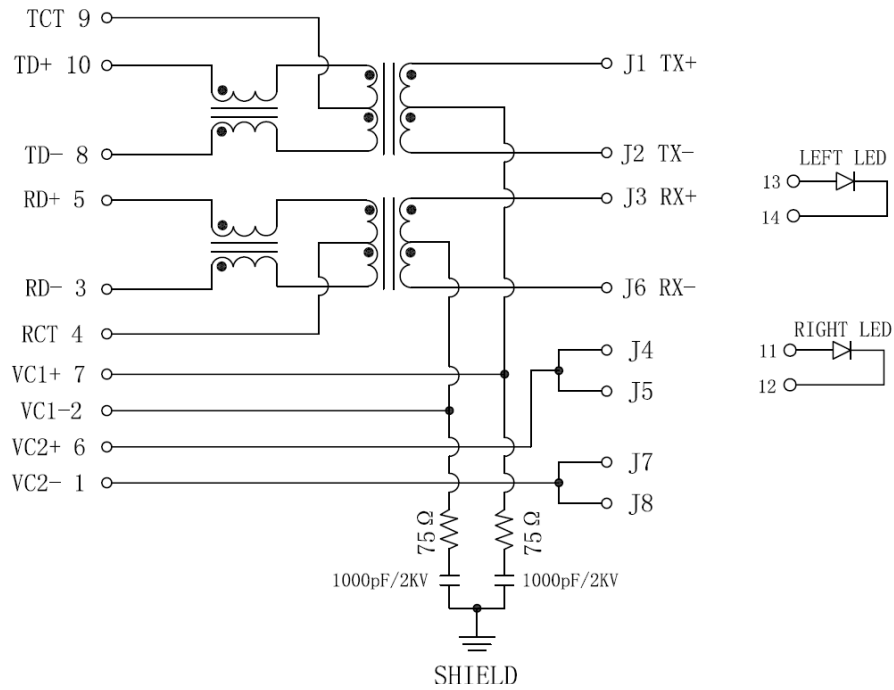 TCT 9
TD+ 10
TD- 8
RD+ 5
RD- 3
RCT 4
VC1+ 7
VC1-2
VC2+ 6
VC2- 1
J1 TX+
J2 TX-
J3 RX+
J6 RX-
J4
J5
J7
J8
75Ω
75Ω
1000pF/2KV
1000pF/2KV
SHIELD
LEFT LED
13
14
RIGHT LED
11
12